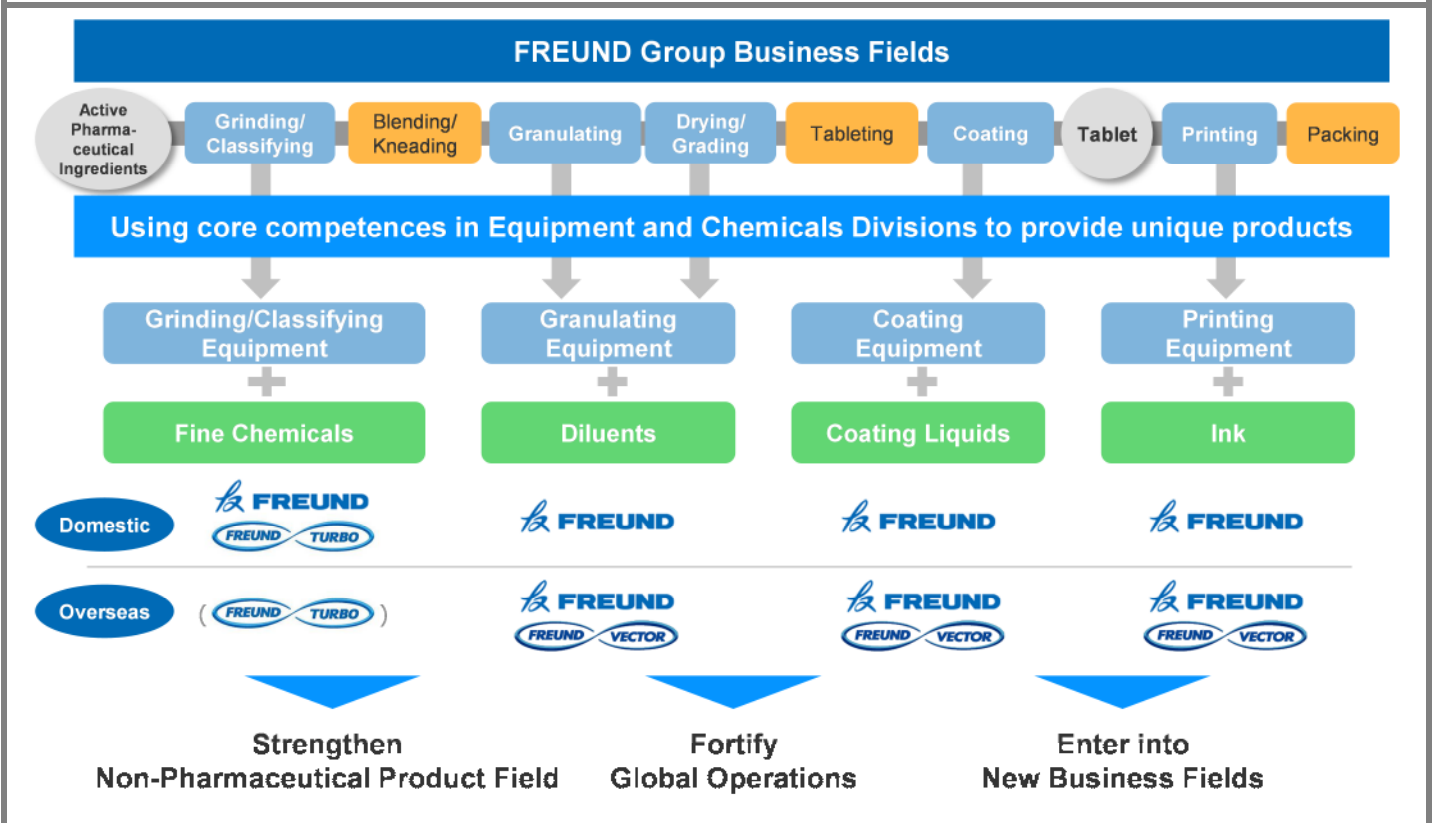 FREUND Group Business Fields
Active
Pharma-
ceutical
Ingredients
Grinding/
Classifying
Blending/
Kneading
Granulating
Drying/
Grading
Tableting
Coating
Tablet
Printing
Packing
Using core competences in Equipment and Chemicals Divisions to provide unique products
Grinding/Classifying
Equipment
Granulating
Equipment
Coating
Equipment
Printing
Equipment
Fine Chemicals
Diluents
Coating Liquids
Ink
Domestic
FREUND
FREUND TURBO
FREUND
FREUND
FREUND
Overseas
( FREUND TURBO )
FREUND
FREUND VECTOR
FREUND
FREUND VECTOR
FREUND
FREUND VECTOR
Strengthen
Non-Pharmaceutical Product Field
Fortify
Global Operations
Enter into
New Business Fields